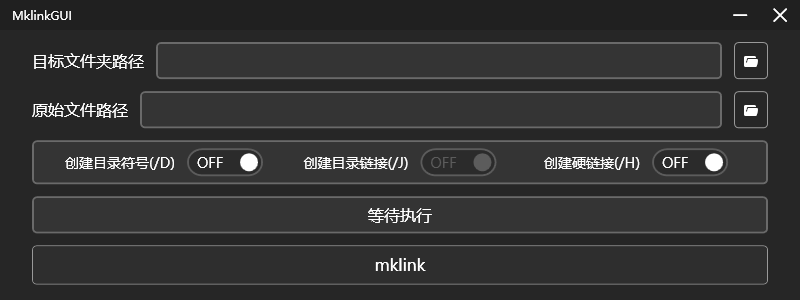 MklinkGUI
目标文件夹路径
原始文件路径
创建目录符号(/D) OFF 创建目录链接(/J) OFF 创建硬链接(/H) OFF
等待执行
mklink